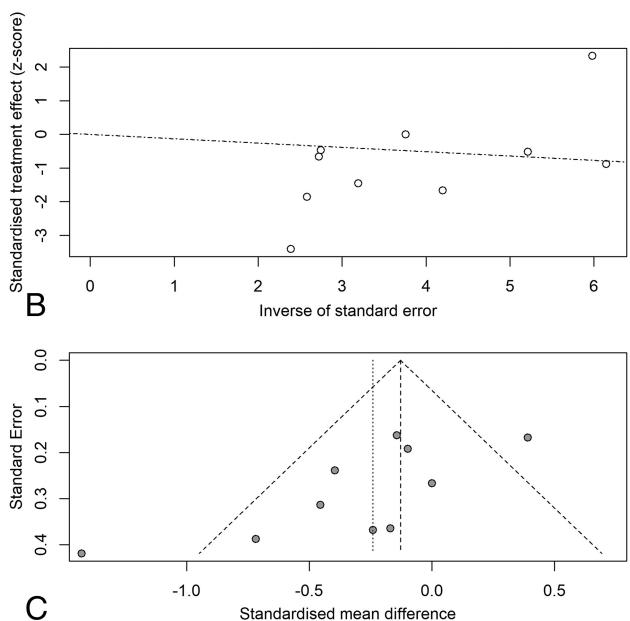 Standardised treatment effect (z-score)
2
1
0
-1
-2
-3
0 1 2 3 4 5 6
Inverse of standard error
B
Standard Error
0.0
0.1
0.2
0.3
0.4
-1.0 -0.5 0.0 0.5
Standardised mean difference
C